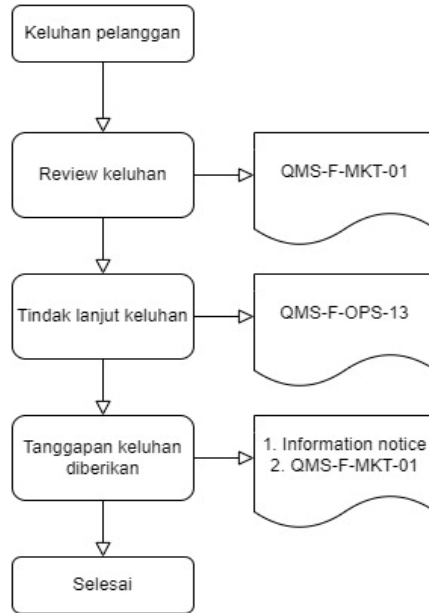 Keluhan pelanggan
Review keluhan
QMS-F-MKT-01
Tindak lanjut keluhan
QMS-F-OPS-13
Tanggapan keluhan
diberikan
1. Information notice
2. QMS-F-MKT-01
Selesai